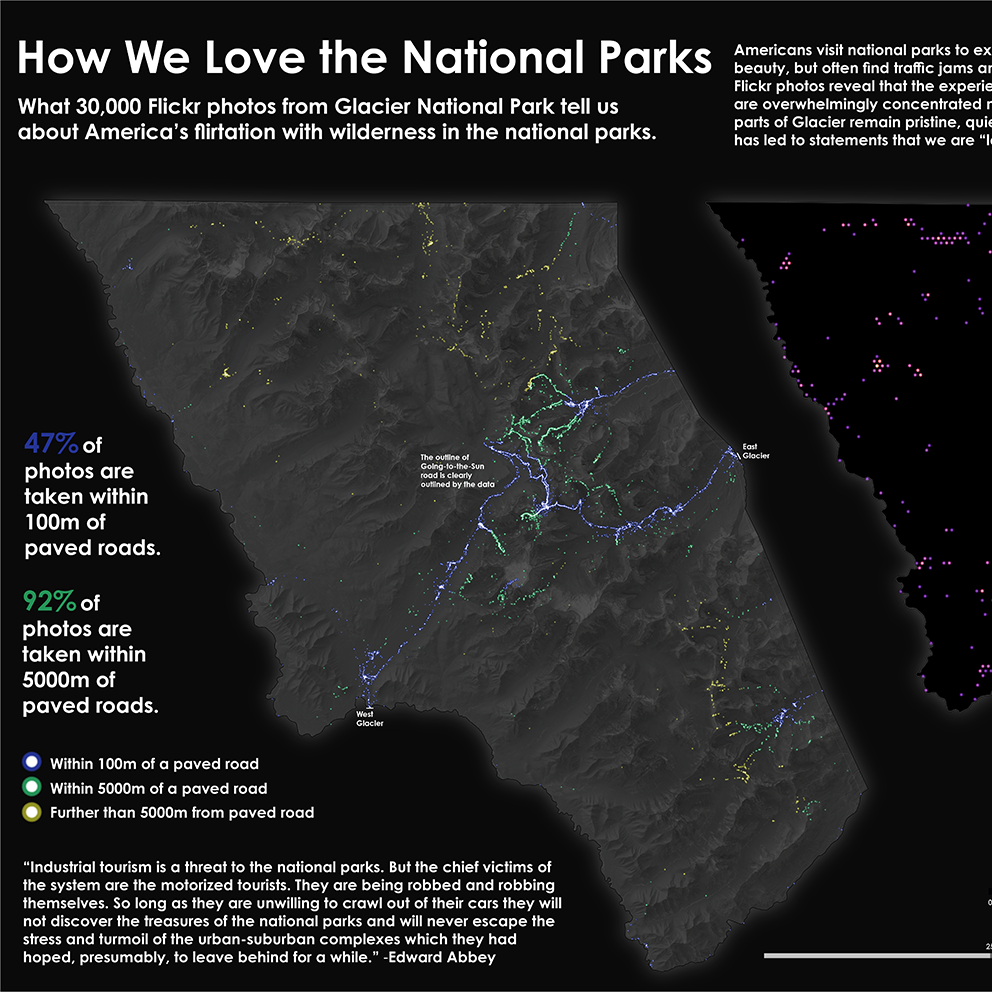 How We Love the National Parks
What 30,000 Flickr photos from Glacier National Park tell us
about America's flirtation with wilderness in the national parks.
Americans visit national parks to ex
beauty, but often find traffic jams ar
Flickr photos reveal that the experie
are overwhelmingly concentrated
parts of Glacier remain pristine, quie
has led to statements that we are "l
The outline of
Going-to-the-Sun
road is clearly
outlined by the data
East
Glacier
47% of
photos are
taken within
100m of
paved roads.
92% of
photos are
taken within
5000m of
paved roads.
West
Glacier
Within 100m of a paved road
Within 5000m of a paved road
Further than 5000m from paved road
"Industrial tourism is a threat to the national parks. But the chief victims of
the system are the motorized tourists. They are being robbed and robbing
themselves. So long as they are unwilling to crawl out of their cars they will
not discover the treasures of the national parks and will never escape the
stress and turmoil of the urban-suburban complexes which they had
hoped, presumably, to leave behind for a while." -Edward Abbey